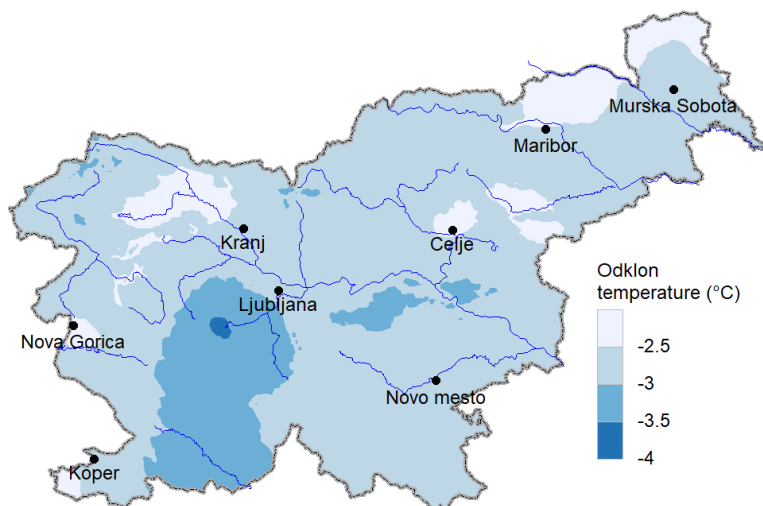 Murska Sobota
Maribor
Kranj
Celje
Odklon
temperature (°C)
Ljubljana
-2.5
Nova Gorica
-3
Novo mesto
-3.5
-4
Koper